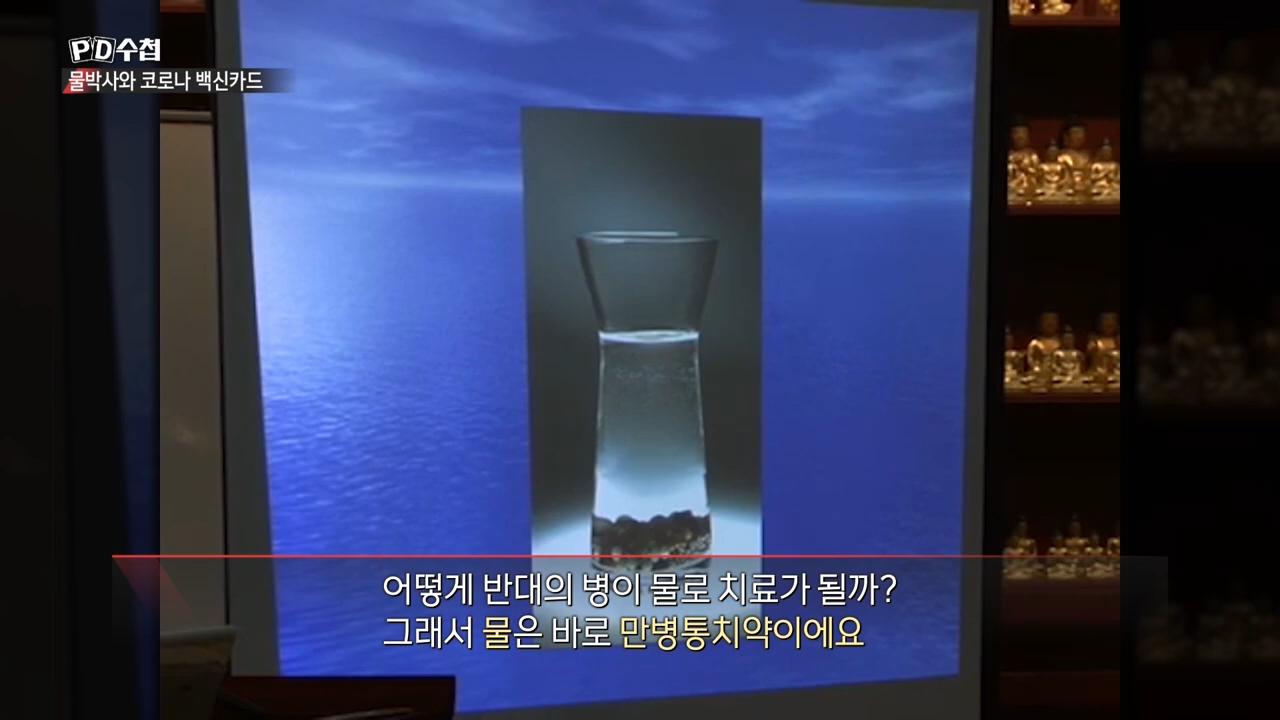 PD수첩
물박사와 코로나 백신카드
어떻게 반대의 병이 물로 치료가 될까?
그래서 물은 바로 만병통치약이에요